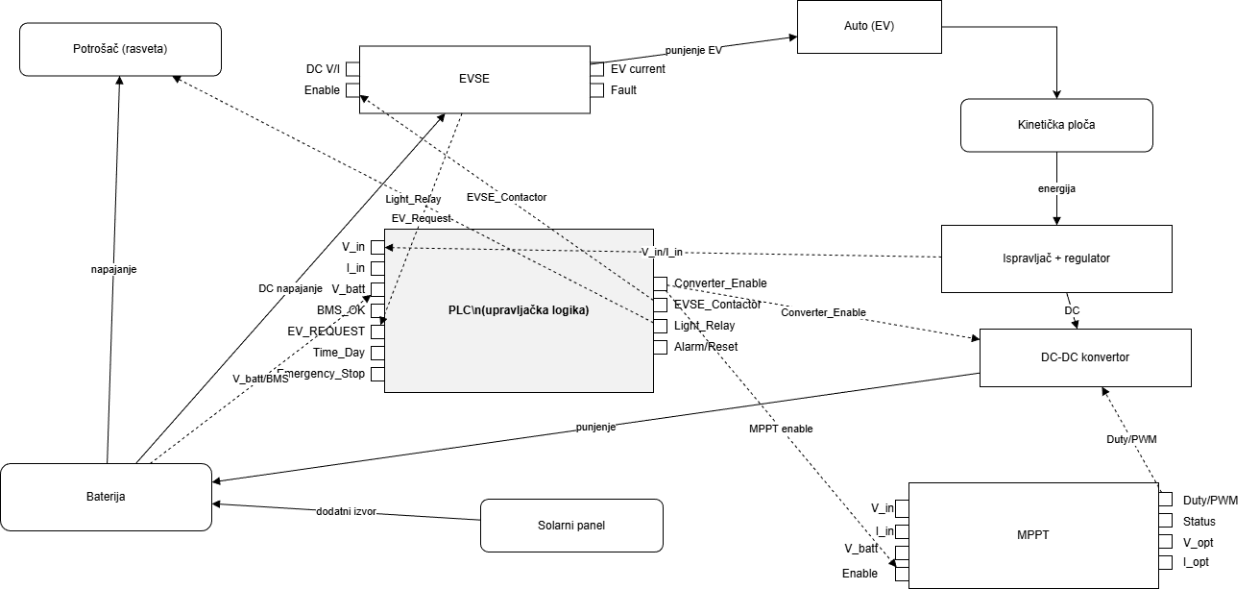 Auto (EV)
Potrošač (rasveta)
punjenje EV
DC V/I
EVSE
EV current
Enable
Fault
Kinetička ploča
energija
Light_Relay
EVSE_Contactor
EV_Request
V_in
V_in/I_in
Ispravljač + regulator
I_in
napajanje
DC napajanje
V_batt
Converter_Enable
BMS_OK
PLC\n(upravljačka logika)
EVSE_Contactor
DC
Converter_Enable
EV_REQUEST
Light_Relay
Time_Day
Alarm/Reset
DC-DC konvertor
V_batt/BMS
Emergency_Stop
punjenje
MPPT enable
Duty/PWM
Baterija
dodatni izvor
Solarni panel
V_in
Duty/PWM
I_in
Status
MPPT
V_batt
V_opt
Enable
I_opt